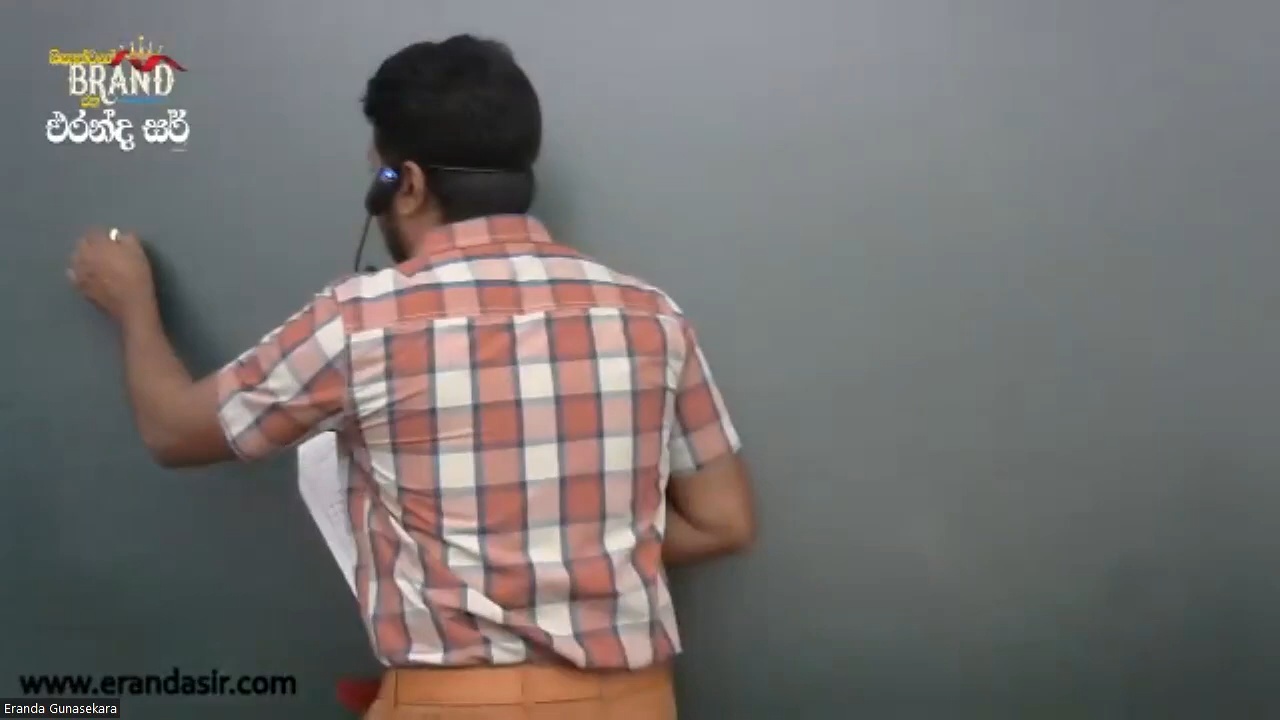 BRAND
එරන්ද සර්
www.erandasir.com
Eranda Gunasekara